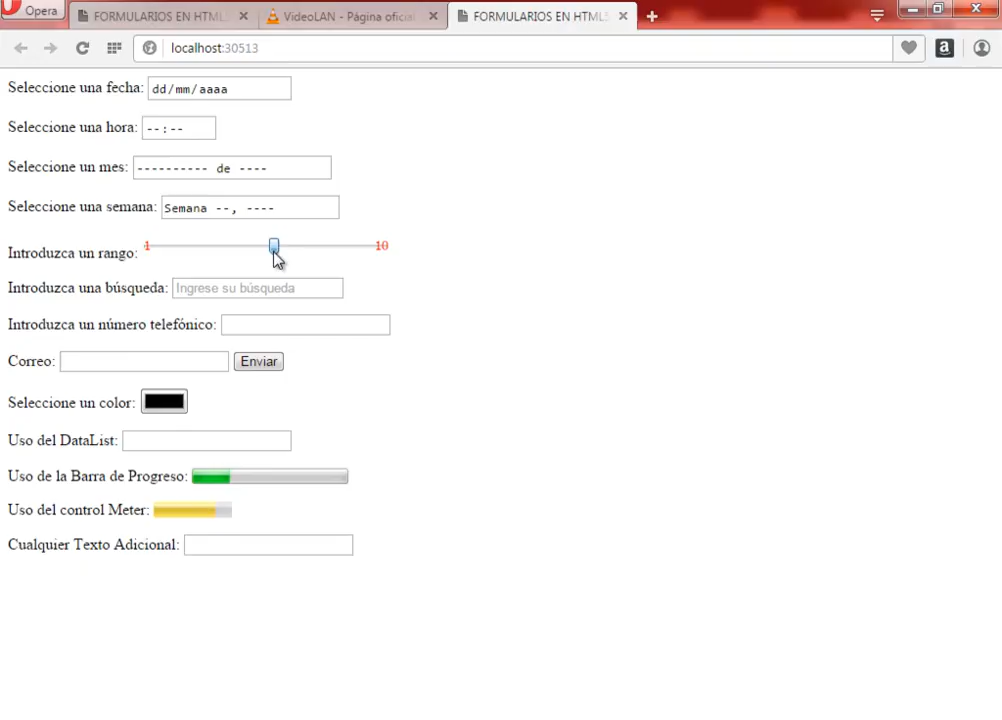 Opera
FORMULARIOS EN HTML5
VideoLAN - Página oficia
FORMULARIOS EN HTML5
localhost:30513
Seleccione una fecha: dd/mm/aaaa
Seleccione una hora: --:--
Seleccione un mes: ---------- de ----
Seleccione una semana: Semana --, ----
Introduzca un rango: 1 10
Introduzca una búsqueda: Ingrese su búsqueda
Introduzca un número telefónico:
Correo: Enviar
Seleccione un color:
Uso del DataList:
Uso de la Barra de Progreso:
Uso del control Meter:
Cualquier Texto Adicional: